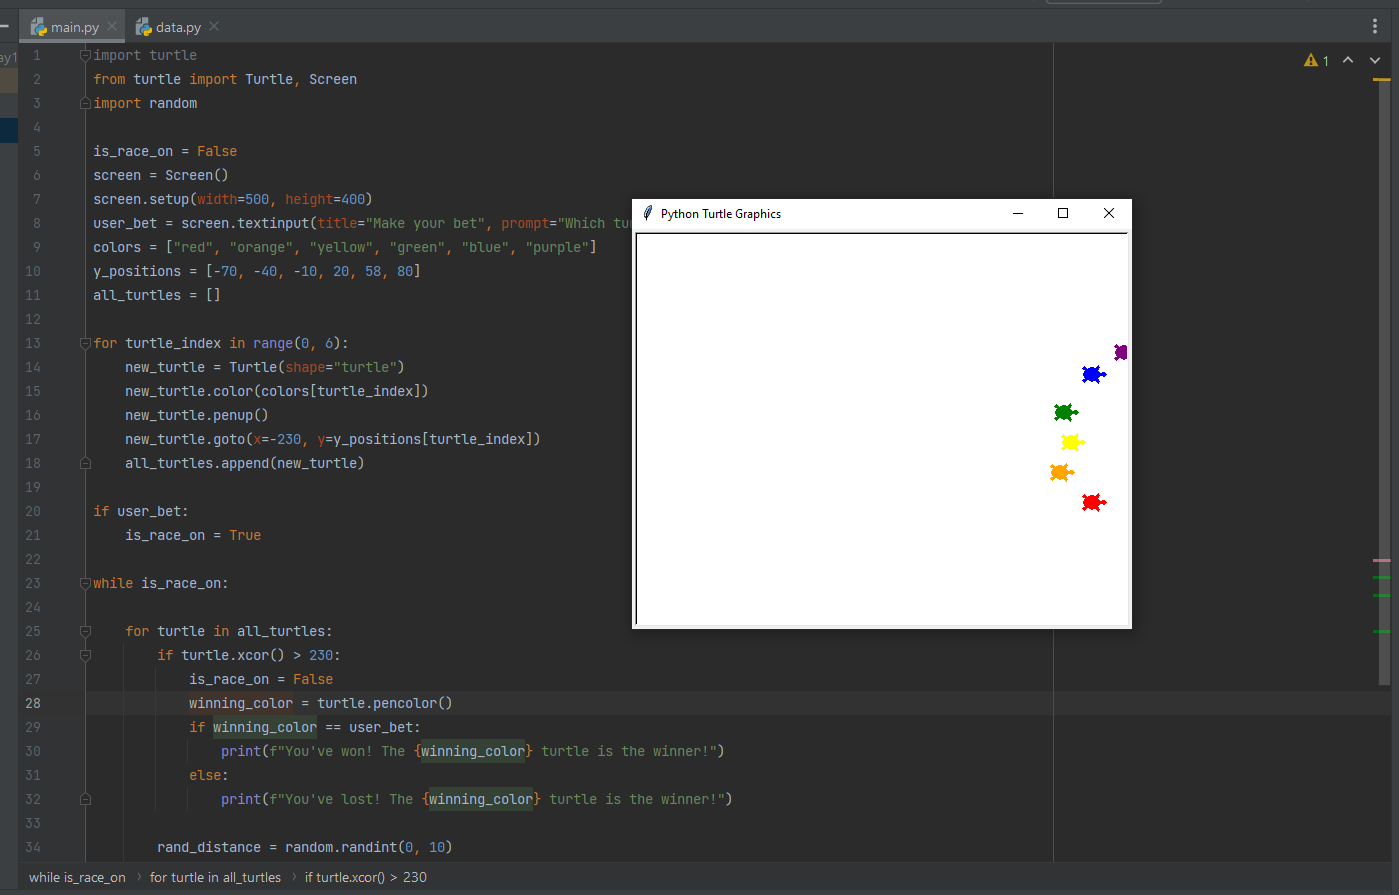 main.py
data.py
ay1
1
1 import turtle
2 from turtle import Turtle, Screen
3 import random
4
5 is_race_on = False
6 screen = Screen()
7 screen.setup(width=500, height=400)
8 user_bet = screen.textinput(title="Make your bet", prompt="Which tu
9 colors = ["red", "orange", "yellow", "green", "blue", "purple"]
10 y_positions = [-70, -40, -10, 20, 58, 80]
11 all_turtles = []
12
13 for turtle_index in range(0, 6):
14     new_turtle = Turtle(shape="turtle")
15     new_turtle.color(colors[turtle_index])
16     new_turtle.penup()
17     new_turtle.goto(x=-230, y=y_positions[turtle_index])
18     all_turtles.append(new_turtle)
19
20 if user_bet:
21     is_race_on = True
22
23 while is_race_on:
24
25     for turtle in all_turtles:
26         if turtle.xcor() > 230:
27             is_race_on = False
28             winning_color = turtle.pencolor()
29             if winning_color == user_bet:
30                 print(f"You've won! The {winning_color} turtle is the winner!")
31             else:
32                 print(f"You've lost! The {winning_color} turtle is the winner!")
33
34         rand_distance = random.randint(0, 10)
Python Turtle Graphics
while is_race_on › for turtle in all_turtles › if turtle.xcor() > 230